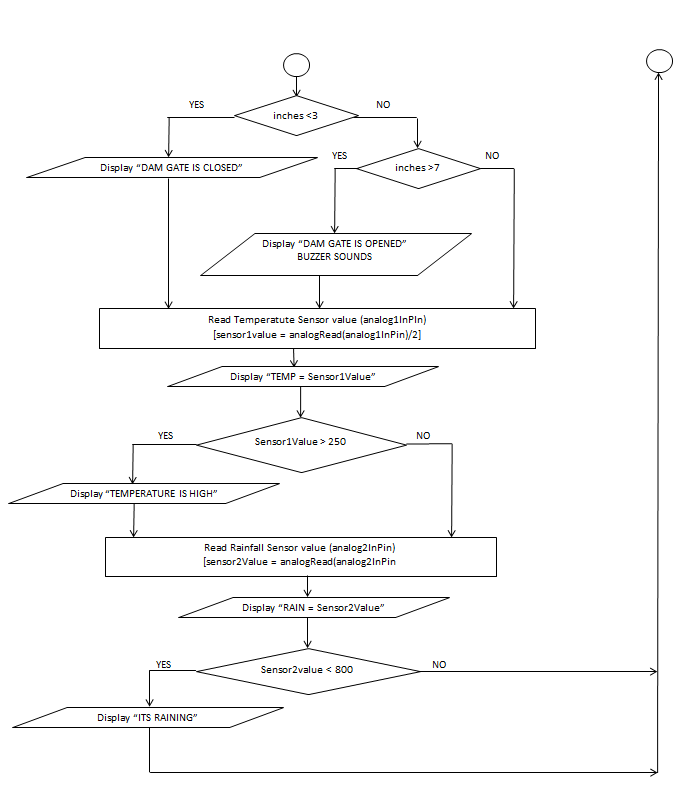 YES
NO
inches <3
YES
NO
Display “DAM GATE IS CLOSED”
inches >7
Display “DAM GATE IS OPENED”
BUZZER SOUNDS
Read Temperatute Sensor value (analog1InPIn)
[sensor1value = analogRead(analog1InPin)/2]
Display “TEMP = Sensor1Value”
YES
NO
Sensor1Value > 250
Display “TEMPERATURE IS HIGH”
Read Rainfall Sensor value (analog2InPin)
[sensor2Value = analogRead(analog2InPin
Display “RAIN = Sensor2Value”
YES
NO
Sensor2value < 800
Display “ITS RAINING”